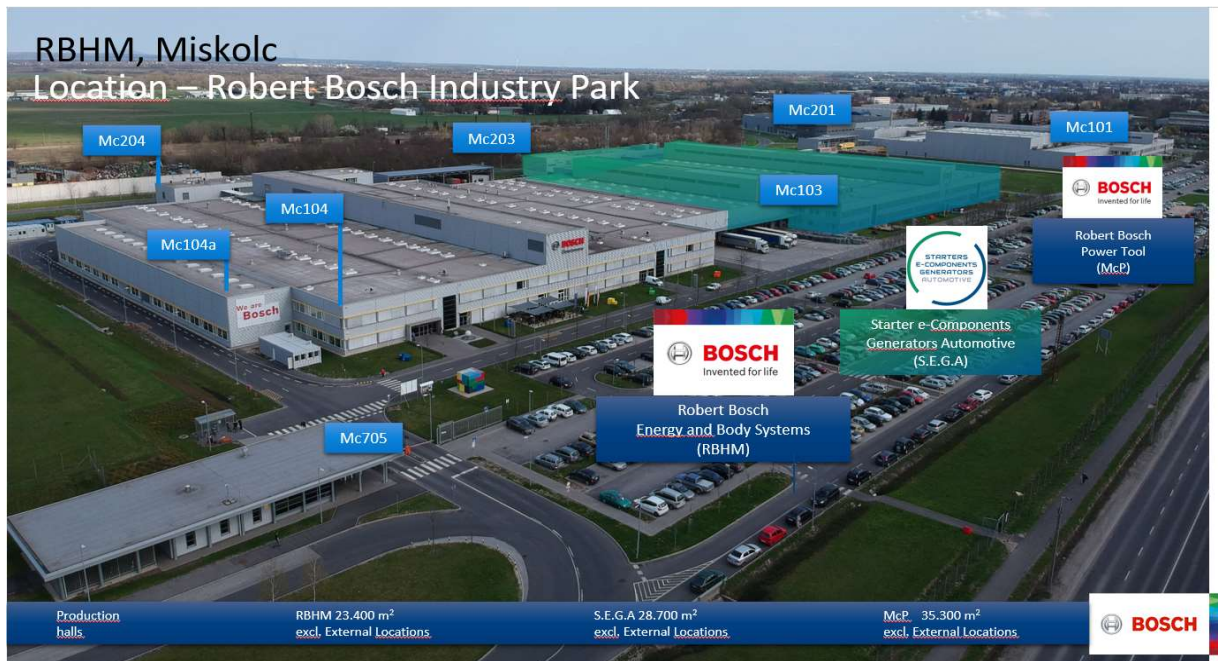 RBHM, Miskolc
Location – Robert Bosch Industry Park
Mc204
Mc203
Mc201
Mc101
Mc103
Mc104
Mc104a
BOSCH
We are
Bosch
BOSCH
Invented for life
Robert Bosch
Power Tool
(McP)
STARTERS
E-COMPONENTS
GENERATORS
AUTOMOTIVE
Starter e-Components
Generators Automotive
(S.E.G.A)
BOSCH
Invented for life
Robert Bosch
Energy and Body Systems
(RBHM)
Mc705
Production
halls
RBHM 23.400 m²
excl. External Locations
S.E.G.A 28.700 m²
excl. External Locations
McP 35.300 m²
excl. External Locations
BOSCH